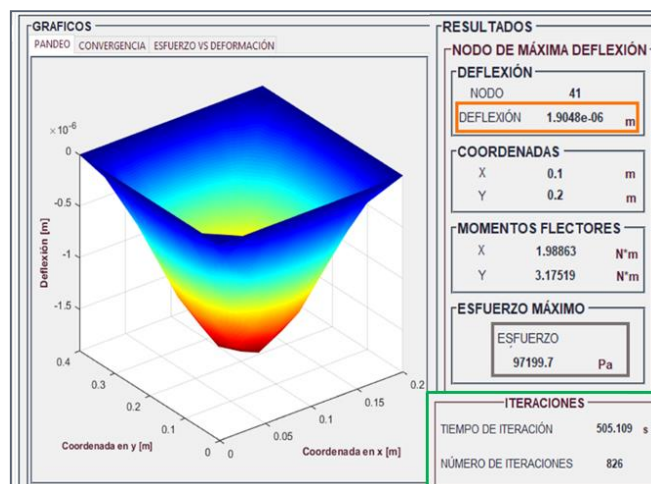 GRAFICOS
PANDEO CONVERGENCIA ESFUERZO VS DEFORMACIÓN
×10⁻⁶
0
-0.5
-1
-1.5
Deflexión [m]
0.4
0.3
0.2
0.1
0
Coordenada en y [m]
0
0.05
0.1
0.15
0.2
Coordenada en x [m]
RESULTADOS
NODO DE MÁXIMA DEFLEXIÓN
DEFLEXIÓN
NODO 41
DEFLEXIÓN 1.9048e-06 m
COORDENADAS
X 0.1 m
Y 0.2 m
MOMENTOS FLECTORES
X 1.98863 N*m
Y 3.17519 N*m
ESFUERZO MÁXIMO
ESFUERZO
97199.7 Pa
ITERACIONES
TIEMPO DE ITERACIÓN 505.109 s
NÚMERO DE ITERACIONES 826